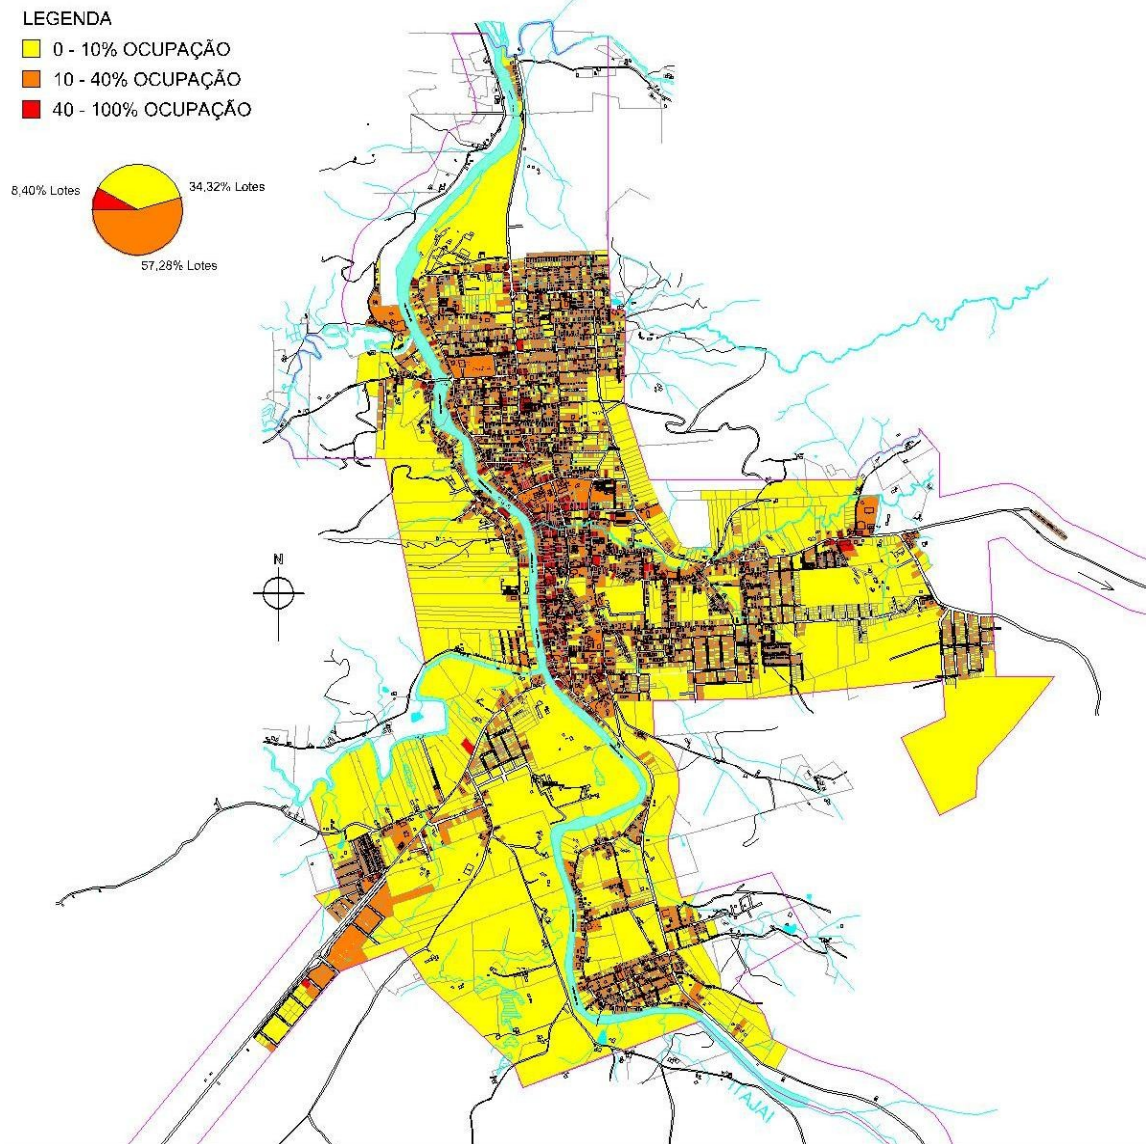 LEGENDA
0 - 10% OCUPAÇÃO
10 - 40% OCUPAÇÃO
40 - 100% OCUPAÇÃO
8,40% Lotes
34,32% Lotes
57,28% Lotes
N
ITAJAI